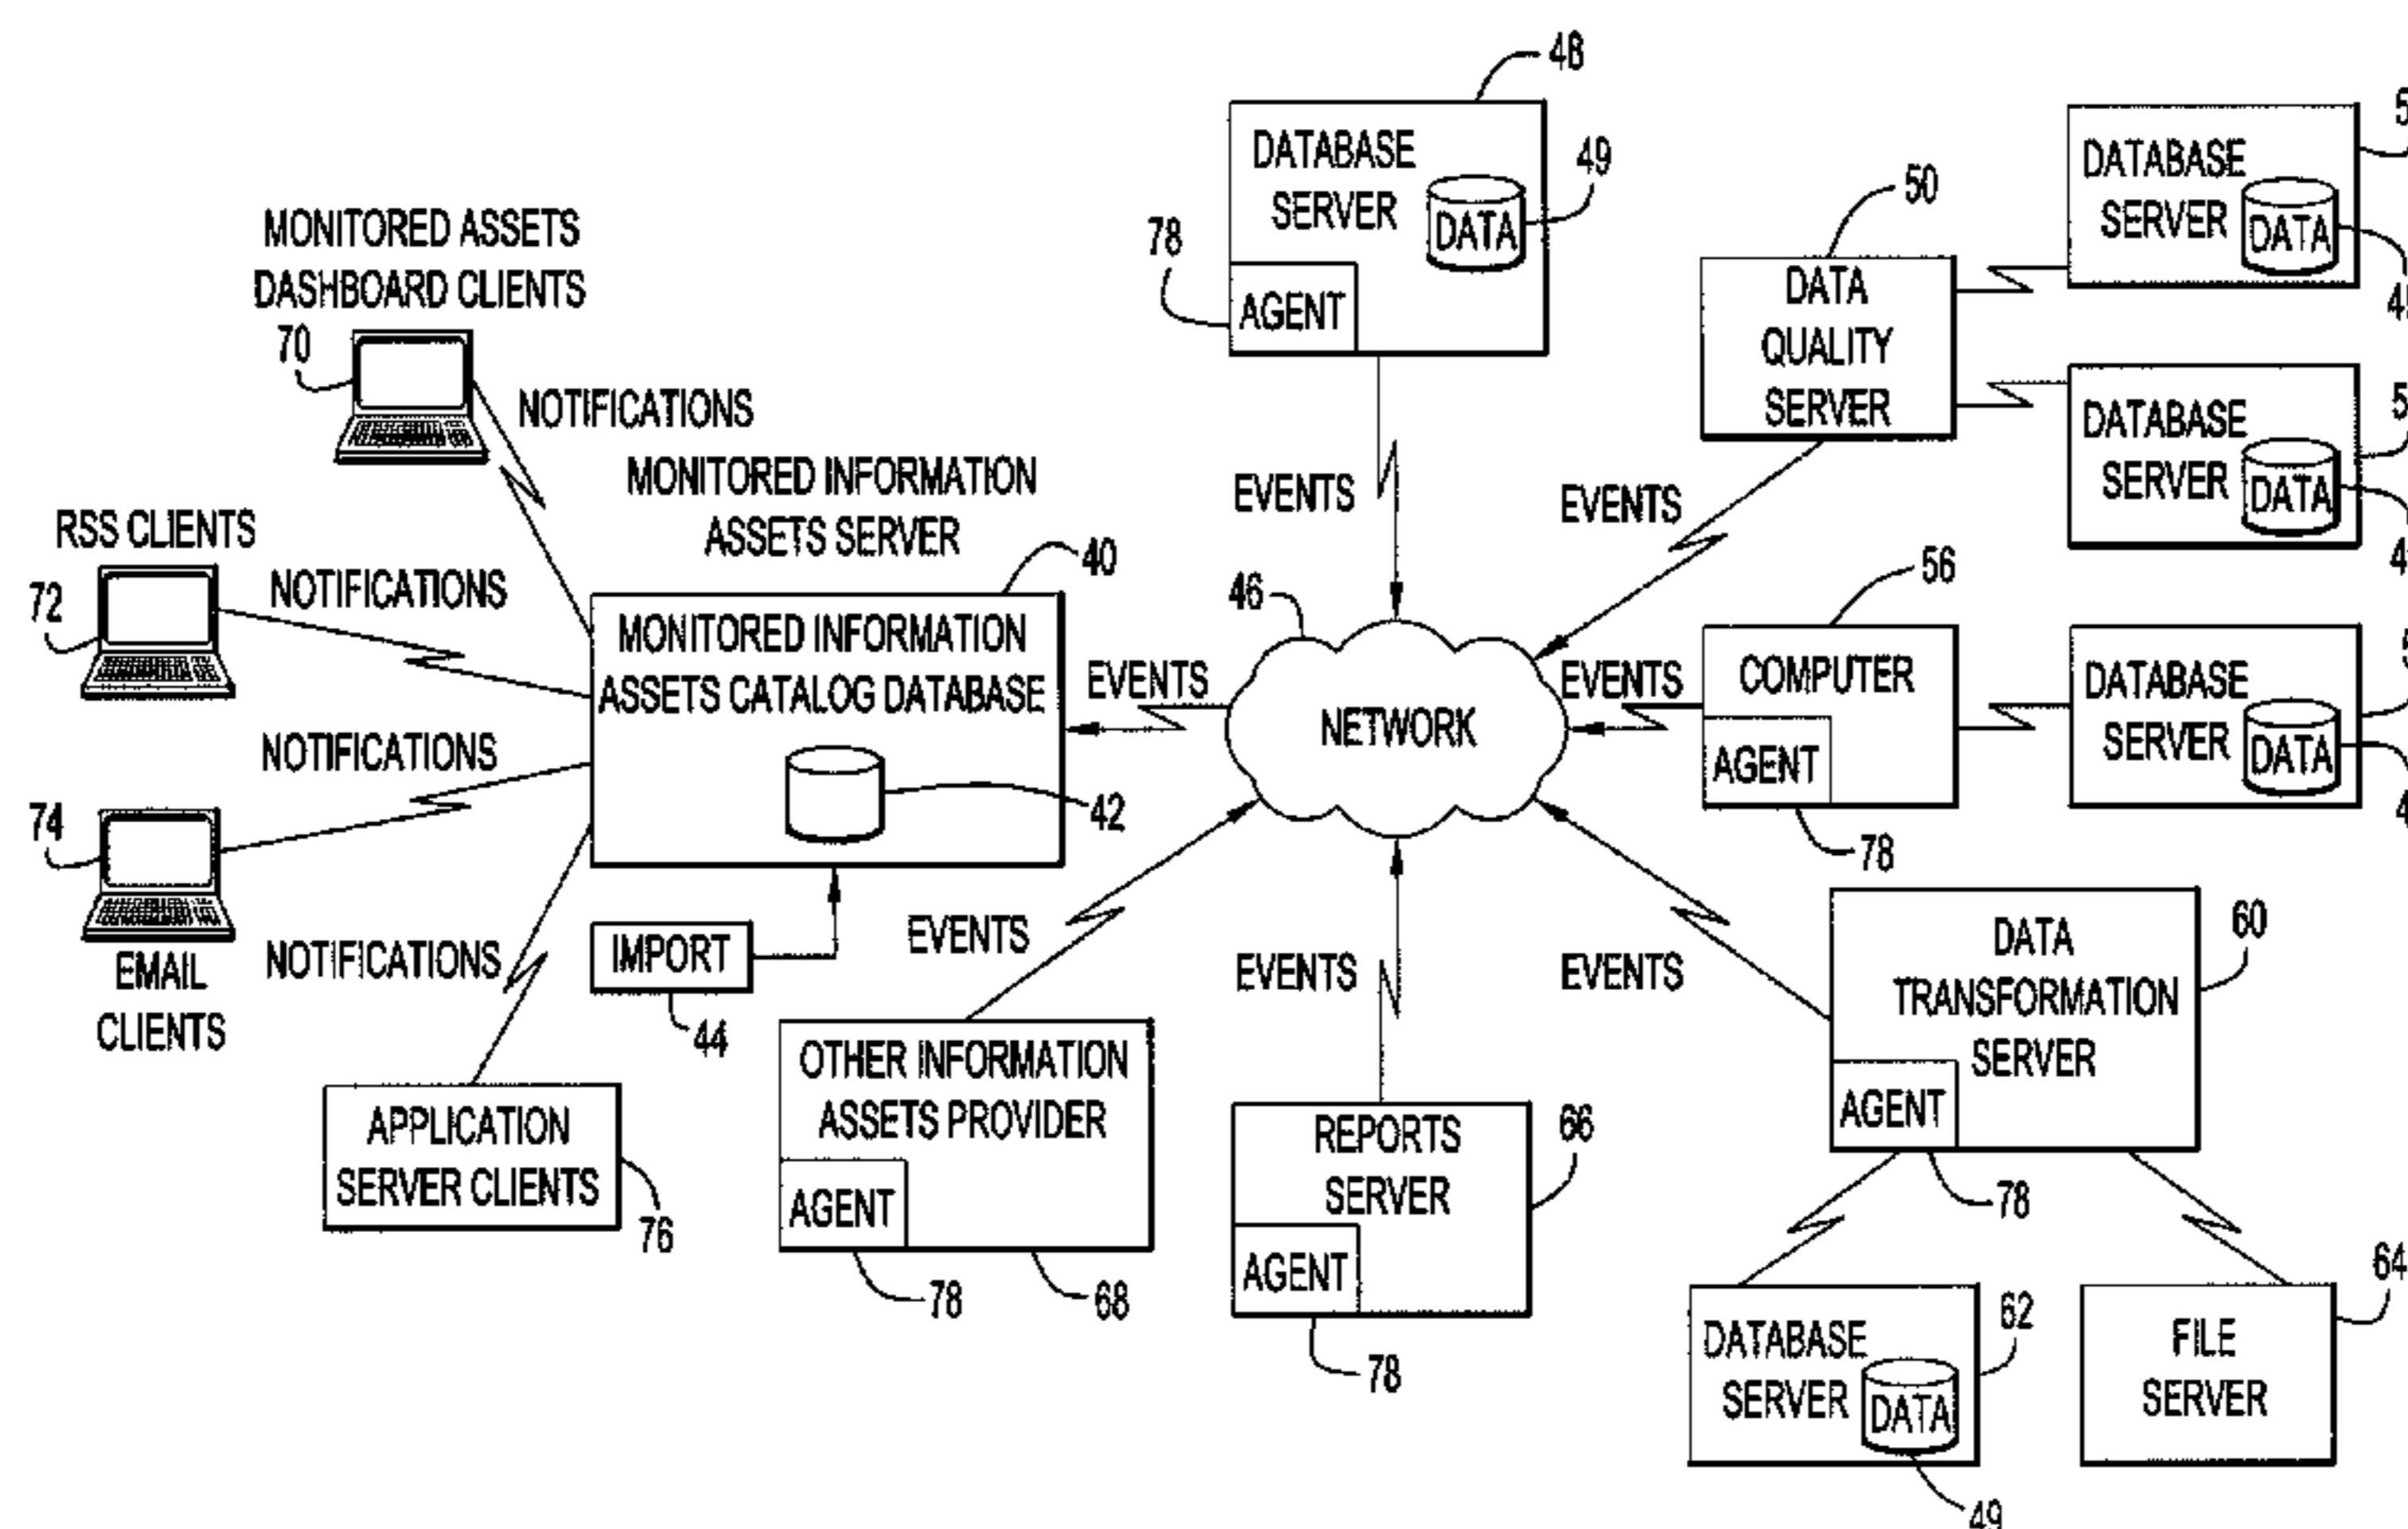 48
DATABASE
SERVER
DATA
49
78
AGENT
EVENTS
50
DATA
QUALITY
SERVER
EVENTS
DATABASE
SERVER
DATA
DATABASE
SERVER
DATA
MONITORED ASSETS
DASHBOARD CLIENTS
70
NOTIFICATIONS
MONITORED INFORMATION
ASSETS SERVER
40
RSS CLIENTS
72
NOTIFICATIONS
MONITORED INFORMATION
ASSETS CATALOG DATABASE
42
EVENTS
46
NETWORK
EVENTS
56
COMPUTER
AGENT
78
DATABASE
SERVER
DATA
NOTIFICATIONS
74
EMAIL
CLIENTS
NOTIFICATIONS
IMPORT
44
EVENTS
EVENTS
EVENTS
APPLICATION
SERVER CLIENTS
76
OTHER INFORMATION
ASSETS PROVIDER
AGENT
78
68
REPORTS
SERVER
66
AGENT
78
DATA
TRANSFORMATION
SERVER
60
AGENT
78
DATABASE
SERVER
DATA
62
49
FILE
SERVER
64